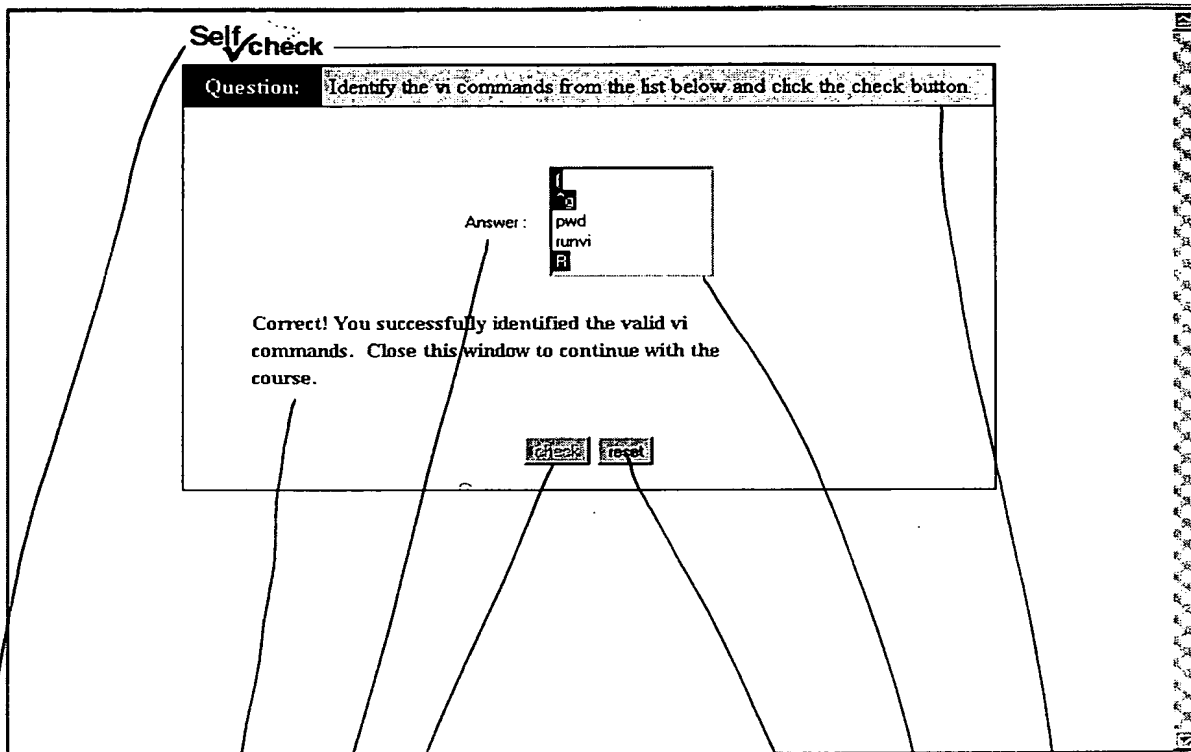 Self check
Question: Identify the vi commands from the list below and click the check button.
Answer:
pwd
runvi
R
Correct! You successfully identified the valid vi
commands. Close this window to continue with the
course.
check reset